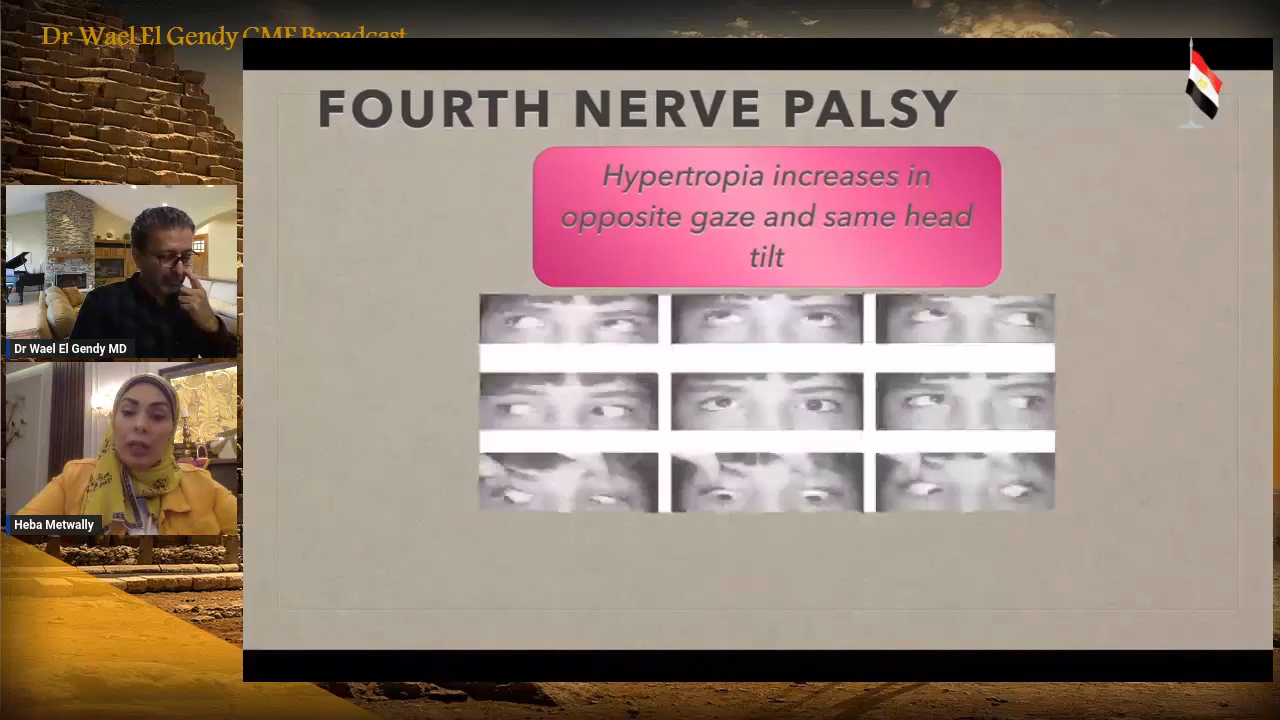 Dr Wael El Gendy CME Broadcast
FOURTH NERVE PALSY
Hypertropia increases in
opposite gaze and same head
tilt
Dr Wael El Gendy MD
Heba Metwally